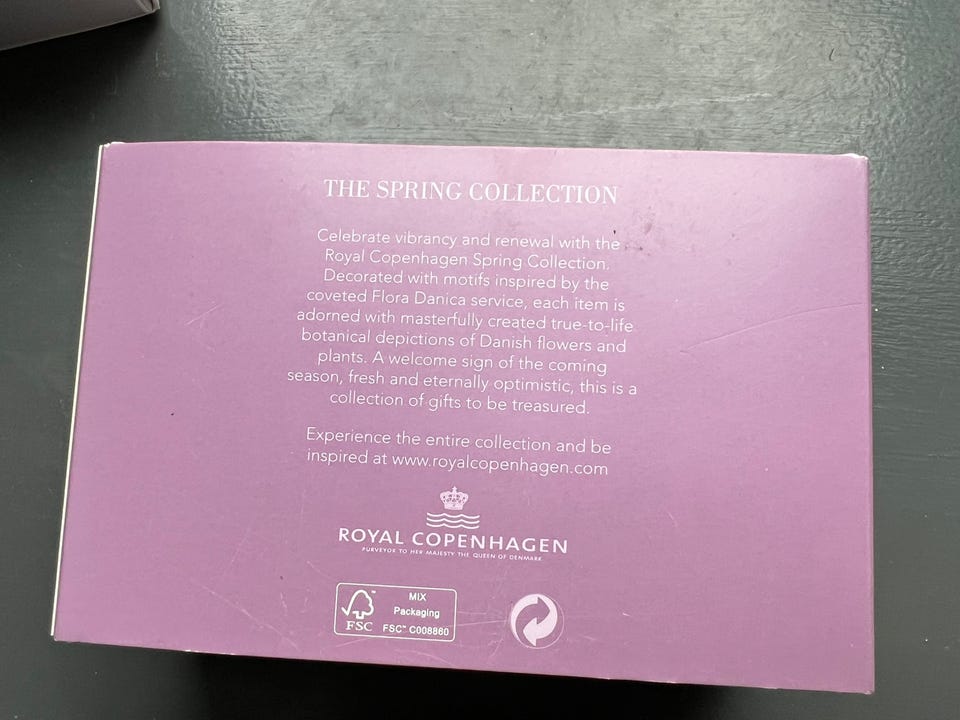 THE SPRING COLLECTION
Celebrate vibrancy and renewal with the
Royal Copenhagen Spring Collection.
Decorated with motifs inspired by the
coveted Flora Danica service, each item is
adorned with masterfully created true-to-life
botanical depictions of Danish flowers and
plants. A welcome sign of the coming
season, fresh and eternally optimistic, this is a
collection of gifts to be treasured.
Experience the entire collection and be
inspired at www.royalcopenhagen.com
ROYAL COPENHAGEN
PURVEYOR TO HER MAJESTY THE QUEEN OF DENMARK
MIX
Packaging
FSC™ C008860
FSC